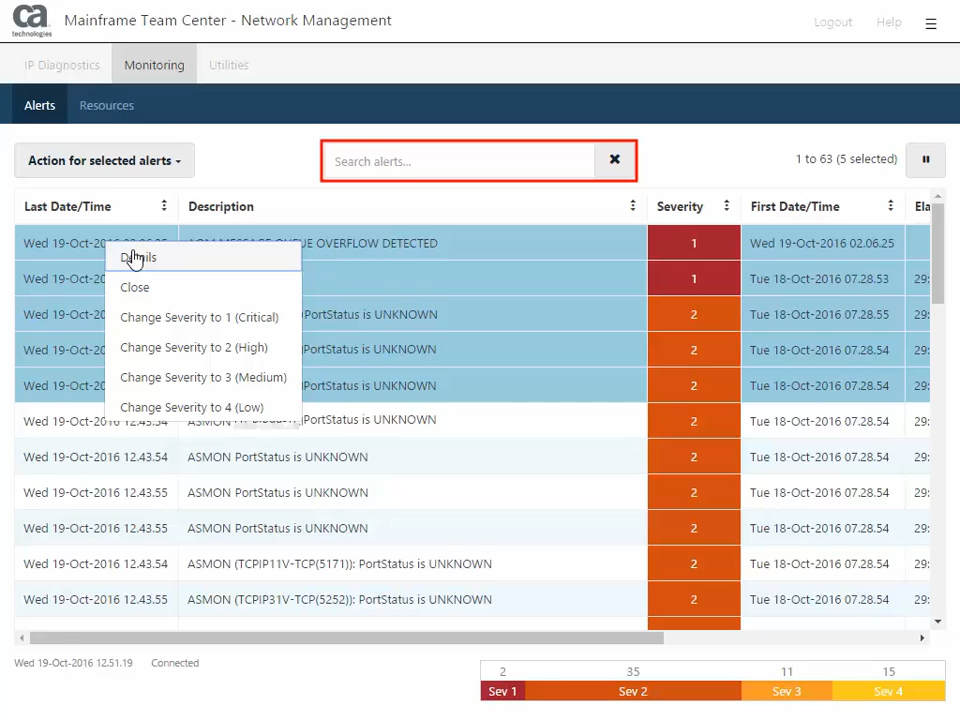 ca
technologies
Mainframe Team Center - Network Management
Logout Help
IP Diagnostics Monitoring Utilities
Alerts Resources
Action for selected alerts
Search alerts...
1 to 63 (5 selected)
Last Date/Time Description Severity First Date/Time Ela
Wed 19-Oct-2016 02.06.25 MESSAGE QUEUE OVERFLOW DETECTED 1 Wed 19-Oct-2016 02.06.25
Details
Wed 19-Oct-20 1 Tue 18-Oct-2016 07.28.53 29:
Close
Wed 19-Oct-20 PortStatus is UNKNOWN 2 Tue 18-Oct-2016 07.28.55 29:
Change Severity to 1 (Critical)
Wed 19-Oct-20 PortStatus is UNKNOWN 2 Tue 18-Oct-2016 07.28.54 29:
Change Severity to 2 (High)
Wed 19-Oct-20 PortStatus is UNKNOWN 2 Tue 18-Oct-2016 07.28.54 29:
Change Severity to 3 (Medium)
Change Severity to 4 (Low)
Wed 19-Oct-2016 12.43.54 ASMON PortStatus is UNKNOWN 2 Tue 18-Oct-2016 07.28.54 29:
Wed 19-Oct-2016 12.43.54 ASMON PortStatus is UNKNOWN 2 Tue 18-Oct-2016 07.28.54 29:
Wed 19-Oct-2016 12.43.55 ASMON PortStatus is UNKNOWN 2 Tue 18-Oct-2016 07.28.54 29:
Wed 19-Oct-2016 12.43.55 ASMON PortStatus is UNKNOWN 2 Tue 18-Oct-2016 07.28.54 29:
Wed 19-Oct-2016 12.43.54 ASMON (TCPIP11V-TCP(5171)): PortStatus is UNKNOWN 2 Tue 18-Oct-2016 07.28.54 29:
Wed 19-Oct-2016 12.43.55 ASMON (TCPIP31V-TCP(5252)): PortStatus is UNKNOWN 2 Tue 18-Oct-2016 07.28.54 29:
Wed 19-Oct-2016 12.51.19 Connected
2 35 11 15
Sev 1 Sev 2 Sev 3 Sev 4